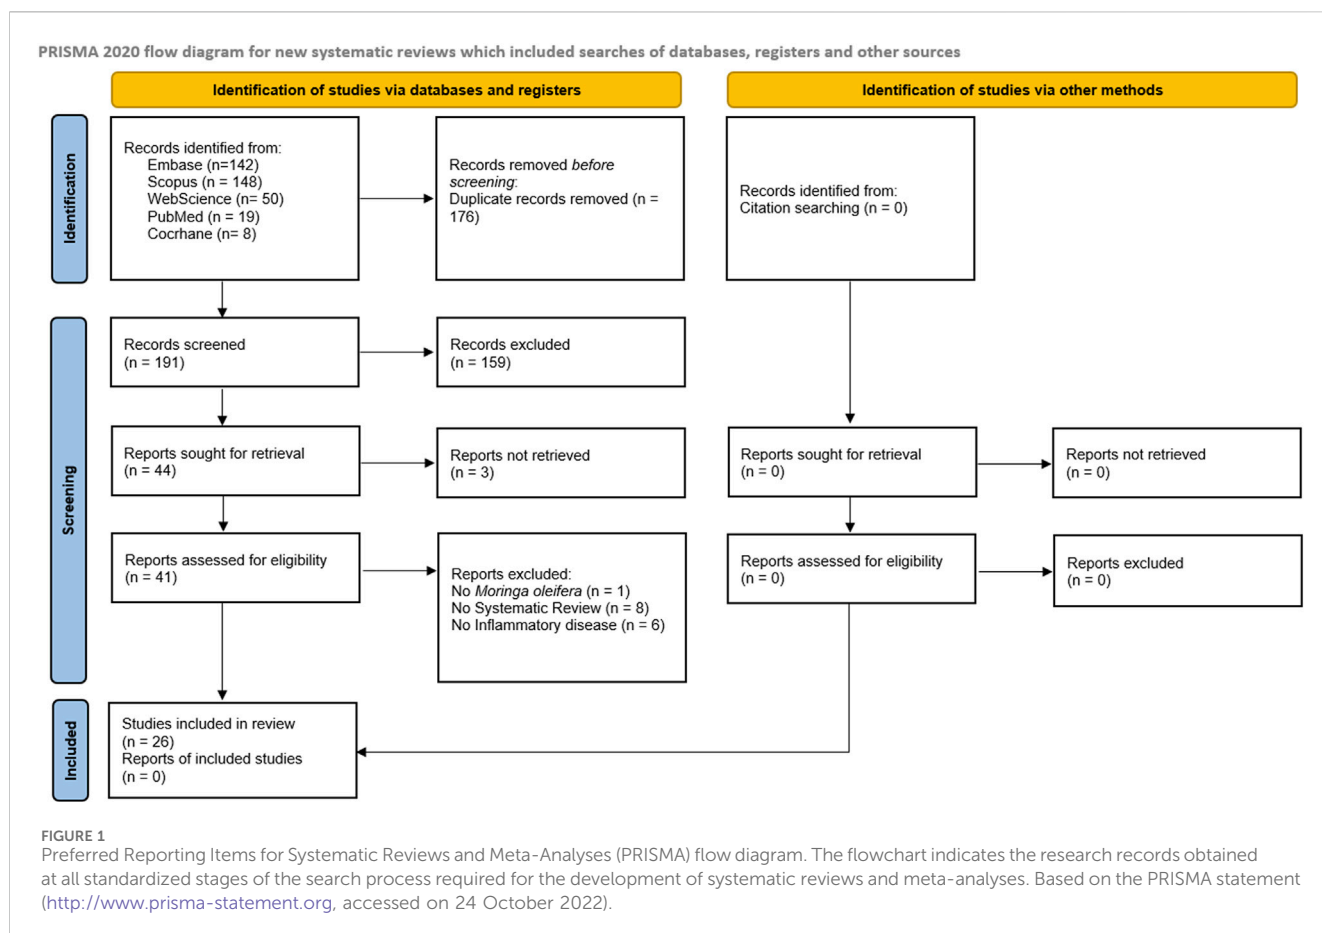 PRISMA 2020 flow diagram for new systematic reviews which included searches of databases, registers and other sources
Identification of studies via databases and registers
Identification of studies via other methods
Identification
Records identified from:
Embase (n=142)
Scopus (n = 148)
WebScience (n= 50)
PubMed (n = 19)
Cocrhane (n= 8)
Records removed before
screening:
Duplicate records removed (n =
176)
Records identified from:
Citation searching (n = 0)
Screening
Records screened
(n = 191)
Records excluded
(n = 159)
Reports sought for retrieval
(n = 44)
Reports not retrieved
(n = 3)
Reports sought for retrieval
(n = 0)
Reports not retrieved
(n = 0)
Reports assessed for eligibility
(n = 41)
Reports excluded:
No Moringa oleifera (n = 1)
No Systematic Review (n = 8)
No Inflammatory disease (n = 6)
Reports assessed for eligibility
(n = 0)
Reports excluded
(n = 0)
Included
Studies included in review
(n = 26)
Reports of included studies
(n = 0)
FIGURE 1
Preferred Reporting Items for Systematic Reviews and Meta-Analyses (PRISMA) flow diagram. The flowchart indicates the research records obtained
at all standardized stages of the search process required for the development of systematic reviews and meta-analyses. Based on the PRISMA statement
(http://www.prisma-statement.org, accessed on 24 October 2022).